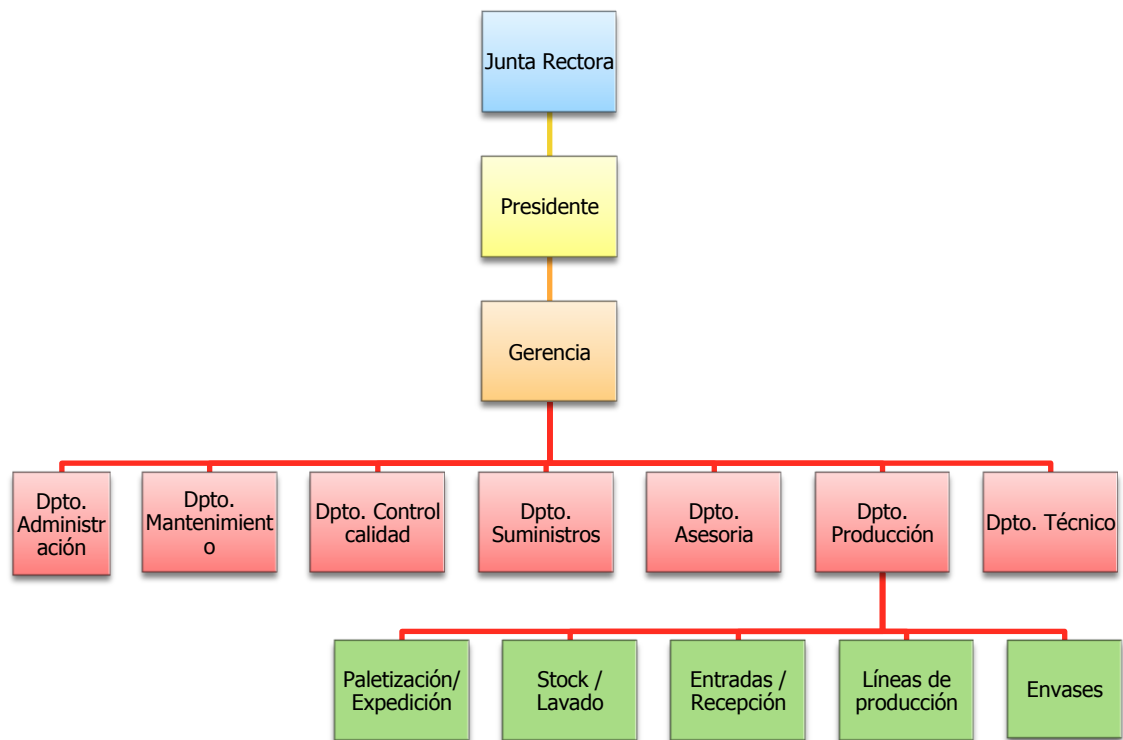 Junta Rectora
Presidente
Gerencia
Dpto.
Administr
ación
Dpto.
Mantenimient
o
Dpto. Control
calidad
Dpto.
Suministros
Dpto.
Asesoria
Dpto.
Producción
Dpto. Técnico
Paletización/
Expedición
Stock /
Lavado
Entradas /
Recepción
Líneas de
producción
Envases